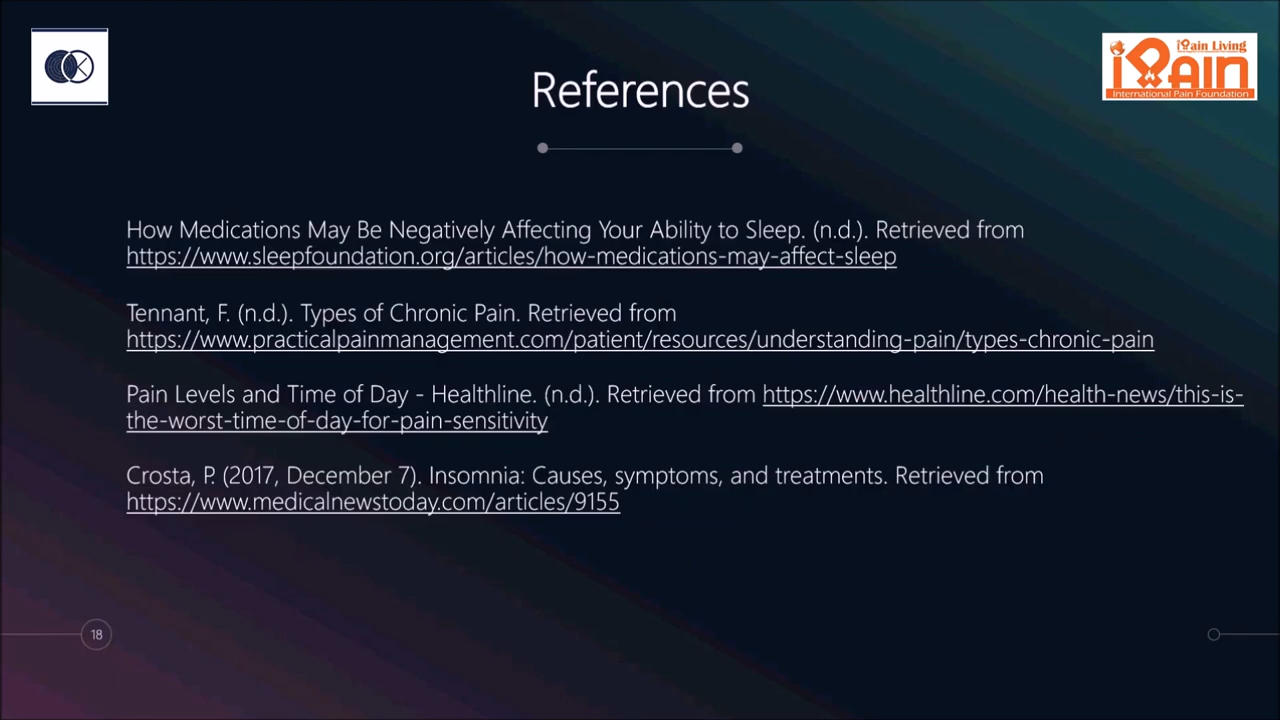 iPain Living
iPain
International Pain Foundation
References
How Medications May Be Negatively Affecting Your Ability to Sleep. (n.d.). Retrieved from
https://www.sleepfoundation.org/articles/how-medications-may-affect-sleep
Tennant, F. (n.d.). Types of Chronic Pain. Retrieved from
https://www.practicalpainmanagement.com/patient/resources/understanding-pain/types-chronic-pain
Pain Levels and Time of Day - Healthline. (n.d.). Retrieved from https://www.healthline.com/health-news/this-is-
the-worst-time-of-day-for-pain-sensitivity
Crosta, P. (2017, December 7). Insomnia: Causes, symptoms, and treatments. Retrieved from
https://www.medicalnewstoday.com/articles/9155
18